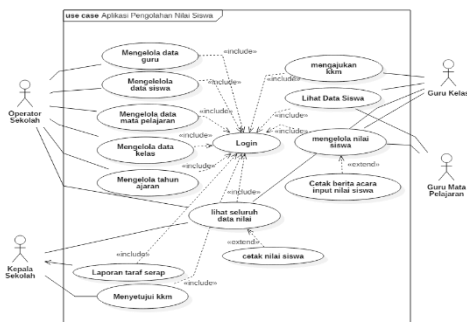 use case Aplikasi Pengolahan Nilai Siswa
Mengelola data
guru
Mengelolola
data siswa
Mengelola data
mata pelajaran
Mengelola data
kelas
Mengelola tahun
ajaran
Operator
Sekolah
Kepala
Sekolah
Login
mengajukan
kkm
Lihat Data Siswa
mengelola nilai
siswa
Cetak berita acara
input nilai siswa
lihat seluruh
data nilai
cetak nilai siswa
Laporan taraf serap
Menyetujui kkm
Guru Kelas
Guru Mata
Pelajaran
«include»
«include»
«include»
«include»
«include»
«include»
«include»
«include»
«include»
«include»
«include»
«extend»
«extend»